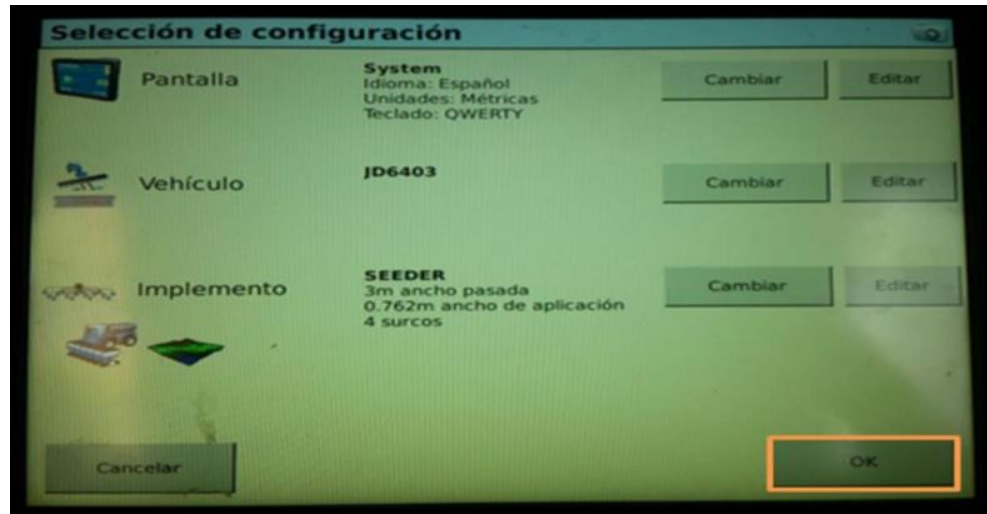 Selección de configuración
Pantalla
System
Idioma: Español
Unidades: Métricas
Teclado: QWERTY
Cambiar
Editar
Vehículo
JD6403
Cambiar
Editar
Implemento
SEEDER
3m ancho pasada
0.762m ancho de aplicación
4 surcos
Cambiar
Editar
Cancelar
OK